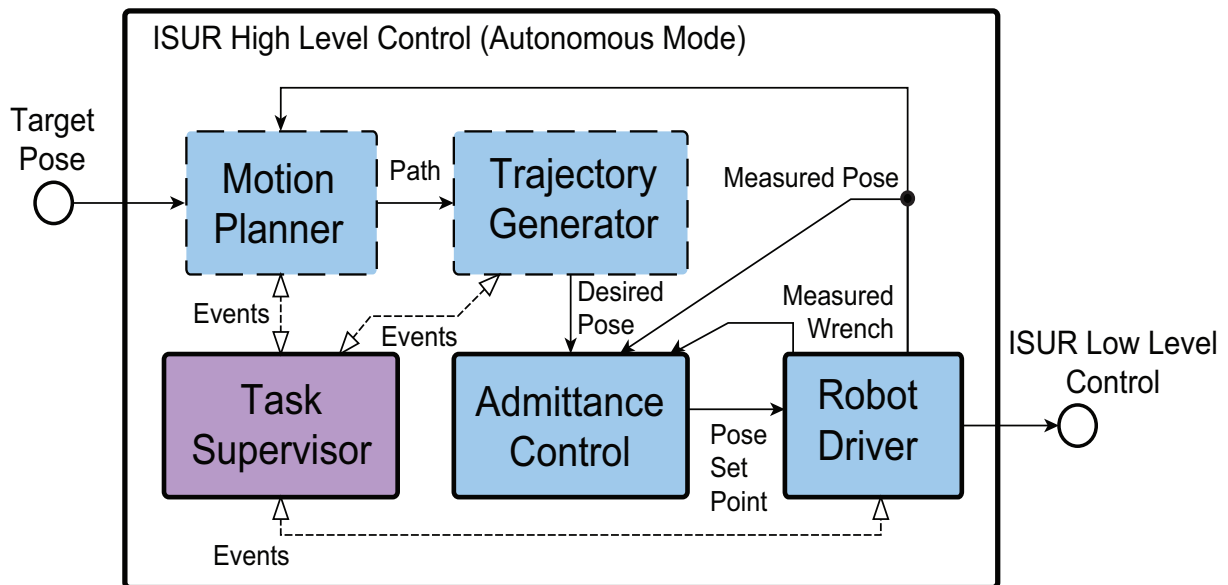 ISUR High Level Control (Autonomous Mode)
Target
Pose
Motion
Planner
Path
Trajectory
Generator
Measured Pose
Events
Events
Desired
Pose
Measured
Wrench
ISUR Low Level
Control
Task
Supervisor
Admittance
Control
Pose
Set
Point
Robot
Driver
Events